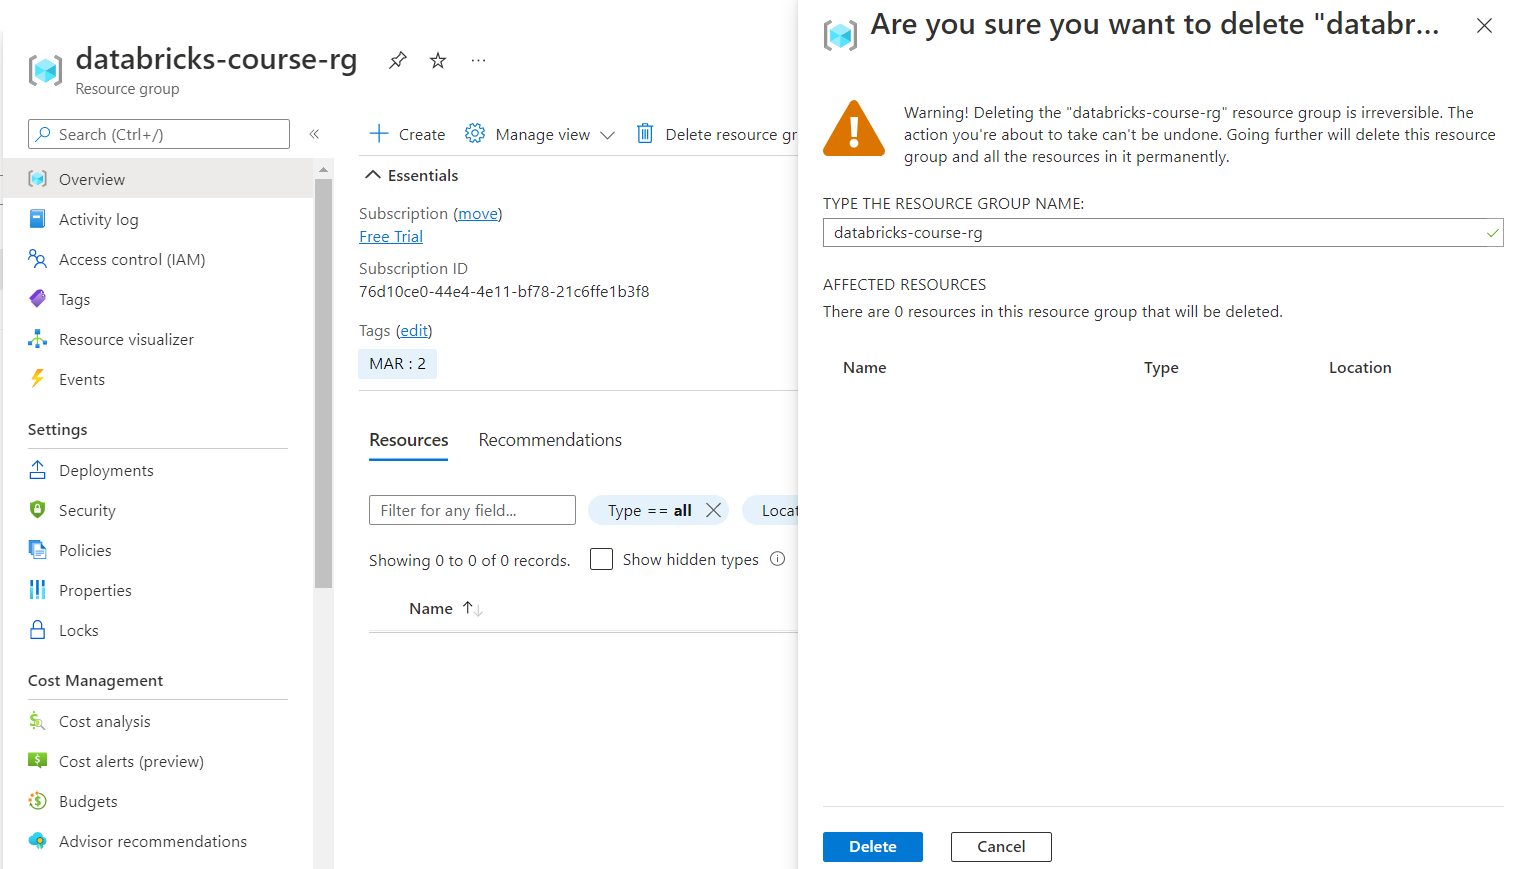 databricks-course-rg
Resource group
Search (Ctrl+/)
Overview
Activity log
Access control (IAM)
Tags
Resource visualizer
Events
Settings
Deployments
Security
Policies
Properties
Locks
Cost Management
Cost analysis
Cost alerts (preview)
Budgets
Advisor recommendations
Create
Manage view
Delete resource gr
Essentials
Subscription (move)
Free Trial
Subscription ID
76d10ce0-44e4-4e11-bf78-21c6ffe1b3f8
Tags (edit)
MAR : 2
Resources Recommendations
Filter for any field...
Type == all
Locat
Showing 0 to 0 of 0 records.
Show hidden types
Name
Are you sure you want to delete "databr...
Warning! Deleting the "databricks-course-rg" resource group is irreversible. The
action you're about to take can't be undone. Going further will delete this resource
group and all the resources in it permanently.
TYPE THE RESOURCE GROUP NAME:
databricks-course-rg
AFFECTED RESOURCES
There are 0 resources in this resource group that will be deleted.
Name Type Location
Delete Cancel